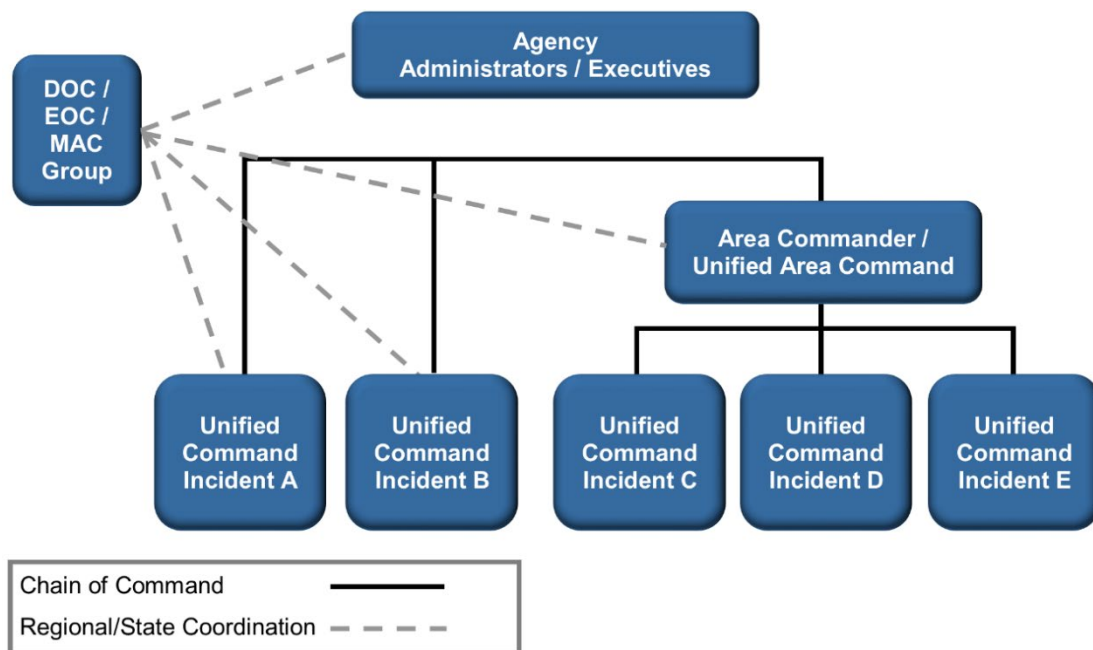 Agency
Administrators / Executives
DOC /
EOC /
MAC
Group
Area Commander /
Unified Area Command
Unified
Command
Incident A
Unified
Command
Incident B
Unified
Command
Incident C
Unified
Command
Incident D
Unified
Command
Incident E
Chain of Command
Regional/State Coordination